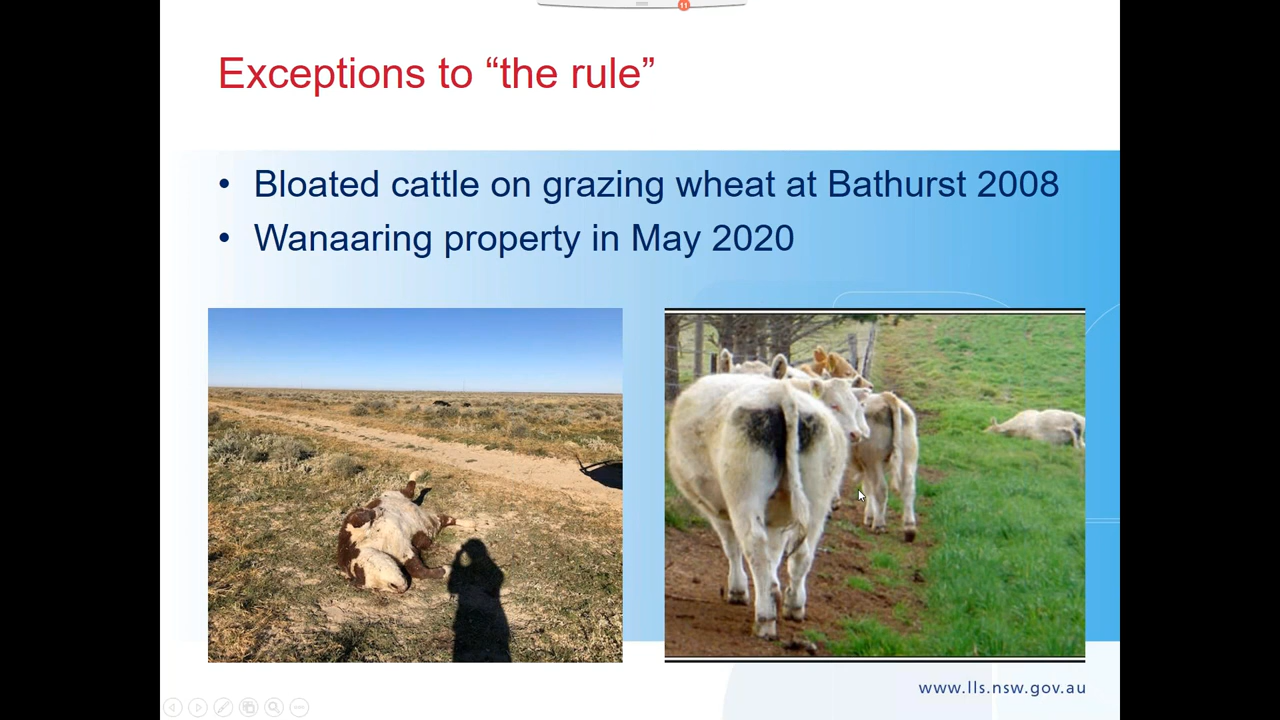 11
Exceptions to “the rule”
• Bloated cattle on grazing wheat at Bathurst 2008
• Wanaaring property in May 2020
www.lls.nsw.gov.au